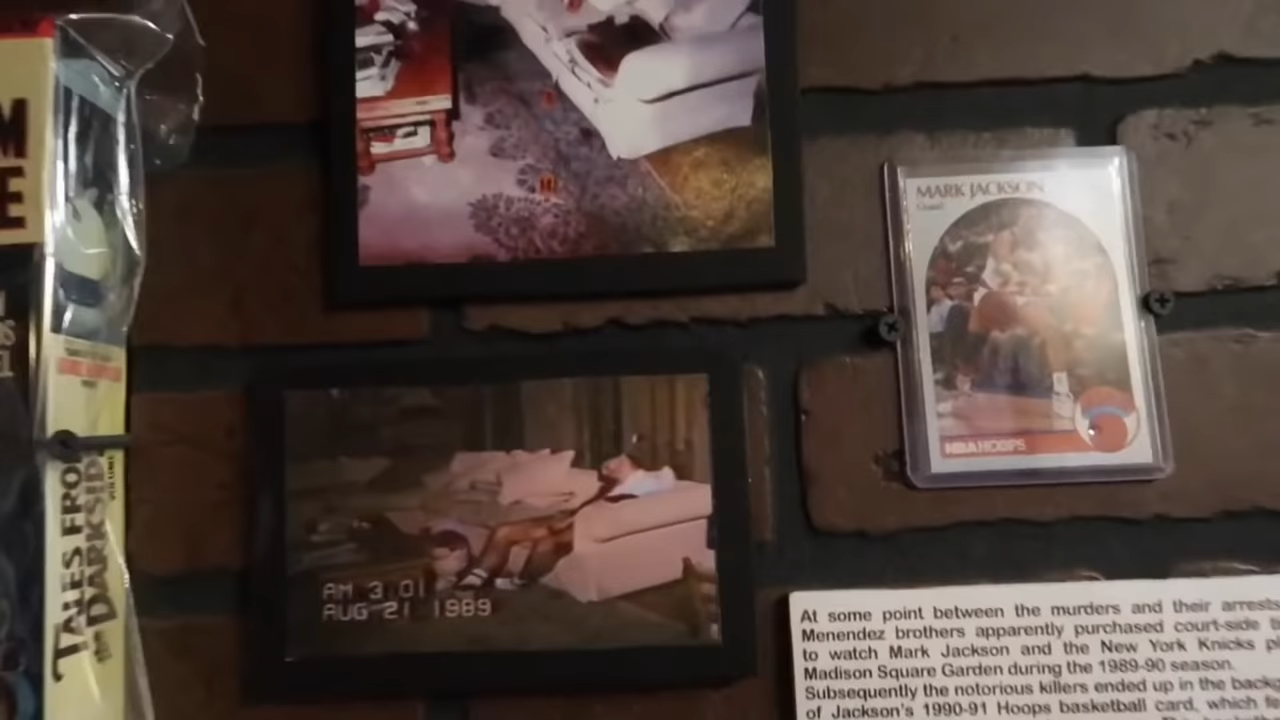 M
E
MARK JACKSON
Guard
NBA HOOPS
AM 3:01
AUG 21 1989
TALES FRO
THE DARKSID
At some point between the murders and their arrests
Menendez brothers apparently purchased court-side
to watch Mark Jackson and the New York Knicks
Madison Square Garden during the 1989-90 season.
Subsequently the notorious killers ended up in the
of Jackson's 1990-91 Hoops basketball card, which